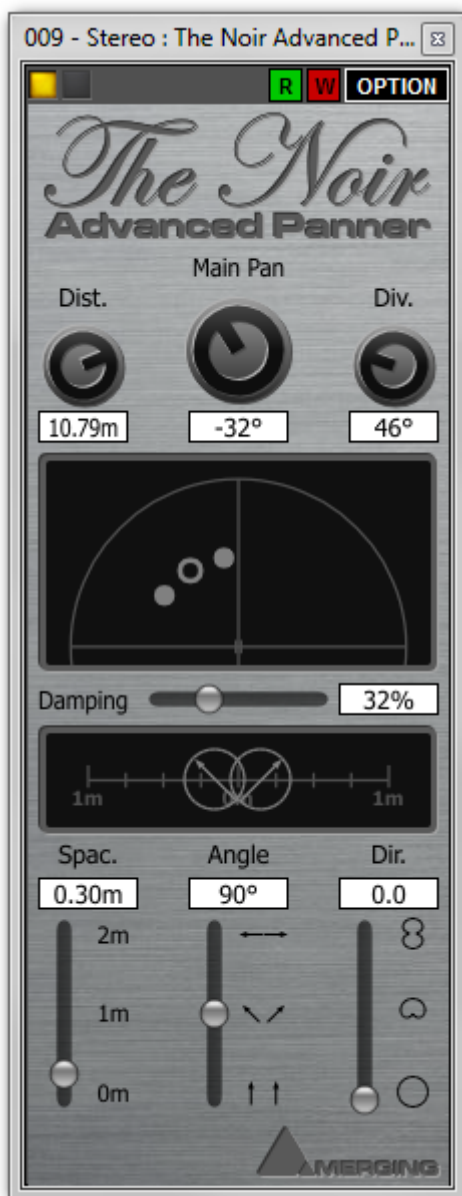 009 - Stereo : The Noir Advanced P...
R W OPTION
The Noir
Advanced Panner
Main Pan
Dist. Div.
10.79m -32° 46°
Damping 32%
1m 0m 1m
Spac. Angle Dir.
0.30m 90° 0.0
2m
1m
0m
MERGING